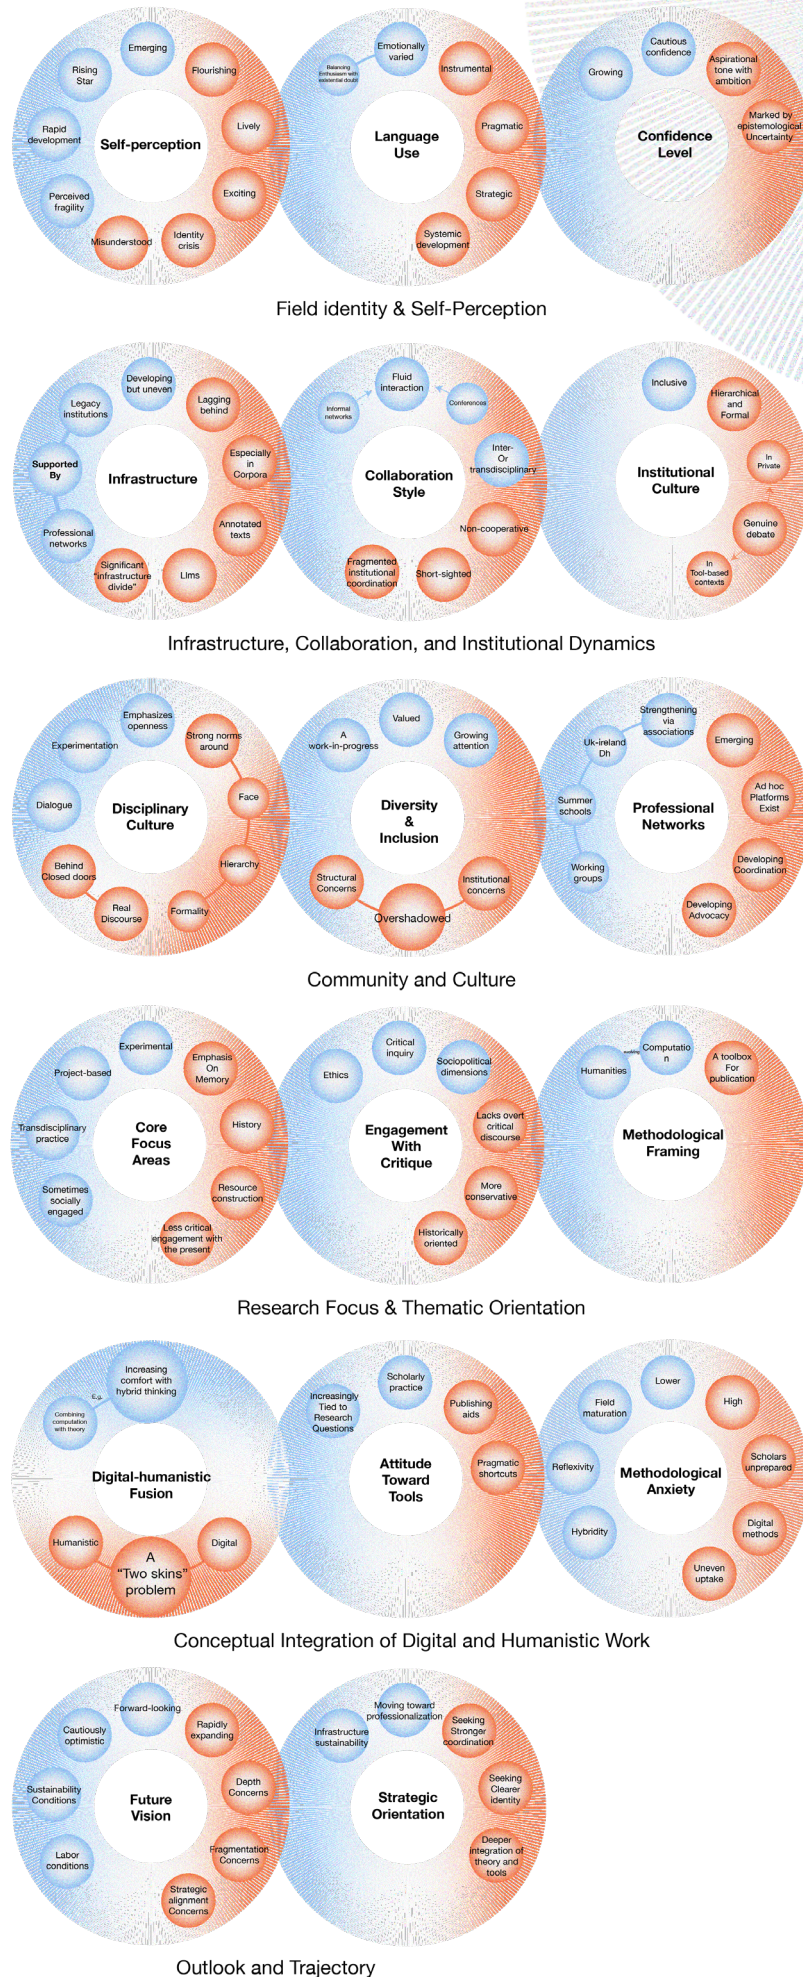 Emerging
Rising
Star
Flourishing
Rapid
development
Lively
Self-perception
Perceived
fragility
Exciting
Misunderstood
Identity
crisis
Balancing
Enthusiasm with
existential doubt
Emotionally
varied
Instrumental
Language
Use
Pragmatic
Strategic
Systemic
development
Growing
Cautious
confidence
Aspirational
tone with
ambition
Confidence
Level
Marked by
epistemological
Uncertainty
Field identity & Self-Perception
Developing
but uneven
Legacy
institutions
Lagging
behind
Supported
By
Infrastructure
Especially
in
Corpora
Professional
networks
Annotated
texts
Significant
“infrastructure
divide”
Llms
Fluid
interaction
Informal
networks
Conferences
Inter-
Or
transdisciplinary
Collaboration
Style
Non-cooperative
Fragmented
institutional
coordination
Short-sighted
Inclusive
Hierarchical
and
Formal
In
Private
Institutional
Culture
Genuine
debate
In
Tool-based
contexts
Infrastructure, Collaboration, and Institutional Dynamics
Emphasizes
openness
Experimentation
Strong norms
around
Dialogue
Disciplinary
Culture
Face
Behind
Closed doors
Hierarchy
Real
Discourse
Formality
A
work-in-progress
Valued
Growing
attention
Diversity
&
Inclusion
Structural
Concerns
Overshadowed
Institutional
concerns
Strengthening
via
associations
Uk-ireland
Dh
Emerging
Summer
schools
Professional
Networks
Ad hoc
Platforms
Exist
Working
groups
Developing
Coordination
Developing
Advocacy
Community and Culture
Experimental
Project-based
Emphasis
On
Memory
Transdisciplinary
practice
Core
Focus
Areas
History
Sometimes
socially
engaged
Resource
construction
Less critical
engagement with
the present
Critical
inquiry
Ethics
Sociopolitical
dimensions
Engagement
With
Critique
Lacks overt
critical
discourse
More
conservative
Historically
oriented
Humanities
Computatio
n
A toolbox
For
publication
Methodological
Framing
Research Focus & Thematic Orientation
Increasing
comfort with
hybrid thinking
E.g.
Combining
computation
with theory
Digital-humanistic
Fusion
Humanistic
A
“Two skins”
problem
Digital
Increasingly
Tied to
Research
Questions
Scholarly
practice
Publishing
aids
Attitude
Toward
Tools
Pragmatic
shortcuts
Lower
Field
maturation
High
Reflexivity
Methodological
Anxiety
Scholars
unprepared
Hybridity
Digital
methods
Uneven
uptake
Conceptual Integration of Digital and Humanistic Work
Forward-looking
Cautiously
optimistic
Rapidly
expanding
Sustainability
Conditions
Future
Vision
Depth
Concerns
Labor
conditions
Fragmentation
Concerns
Strategic
alignment
Concerns
Infrastructure
sustainability
Moving toward
professionalization
Seeking
Stronger
coordination
Strategic
Orientation
Seeking
Clearer
identity
Deeper
integration of
theory and
tools
Outlook and Trajectory